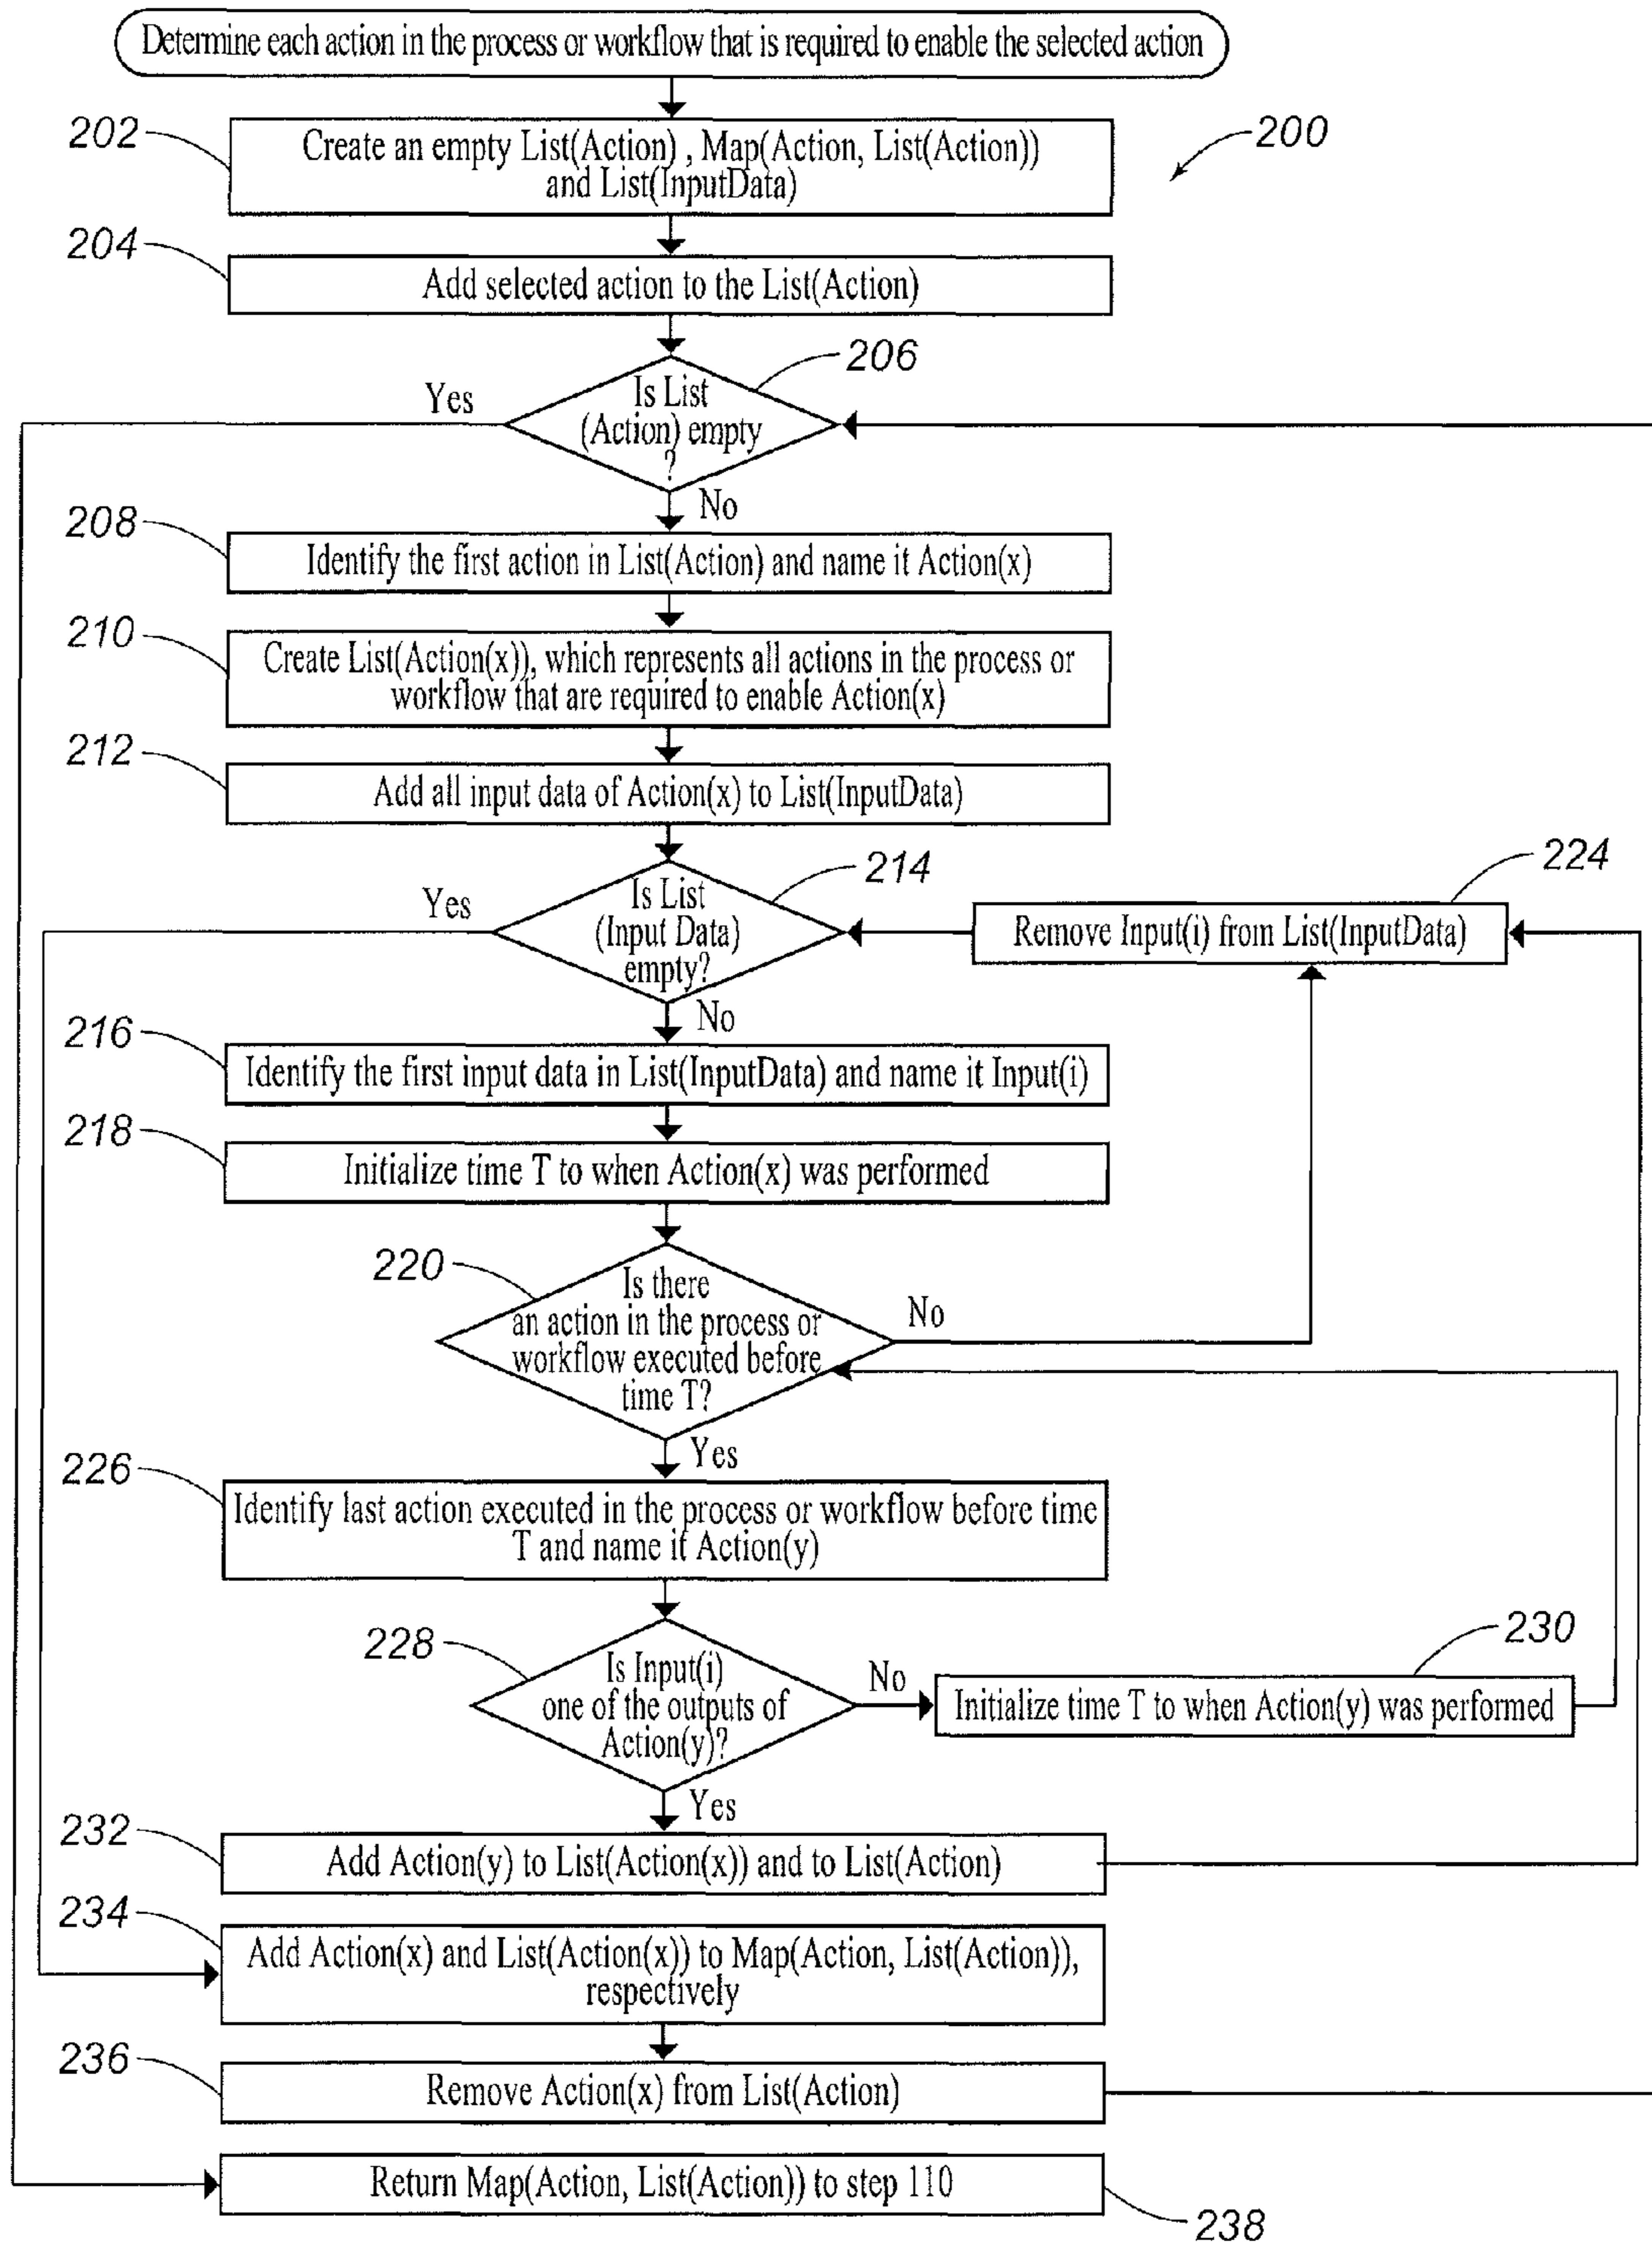 Determine each action in the process or workflow that is required to enable the selected action
200
202
Create an empty List(Action) , Map(Action, List(Action))
and List(InputData)
204
Add selected action to the List(Action)
206
Is List
(Action) empty
?
Yes
No
208
Identify the first action in List(Action) and name it Action(x)
210
Create List(Action(x)), which represents all actions in the process or
workflow that are required to enable Action(x)
212
Add all input data of Action(x) to List(InputData)
214
Is List
(Input Data)
empty?
Yes
No
224
Remove Input(i) from List(InputData)
216
Identify the first input data in List(InputData) and name it Input(i)
218
Initialize time T to when Action(x) was performed
220
Is there
an action in the process or
workflow executed before
time T?
No
Yes
226
Identify last action executed in the process or workflow before time
T and name it Action(y)
228
Is Input(i)
one of the outputs of
Action(y)?
No
230
Initialize time T to when Action(y) was performed
Yes
232
Add Action(y) to List(Action(x)) and to List(Action)
234
Add Action(x) and List(Action(x)) to Map(Action, List(Action)),
respectively
236
Remove Action(x) from List(Action)
Return Map(Action, List(Action)) to step 110
238